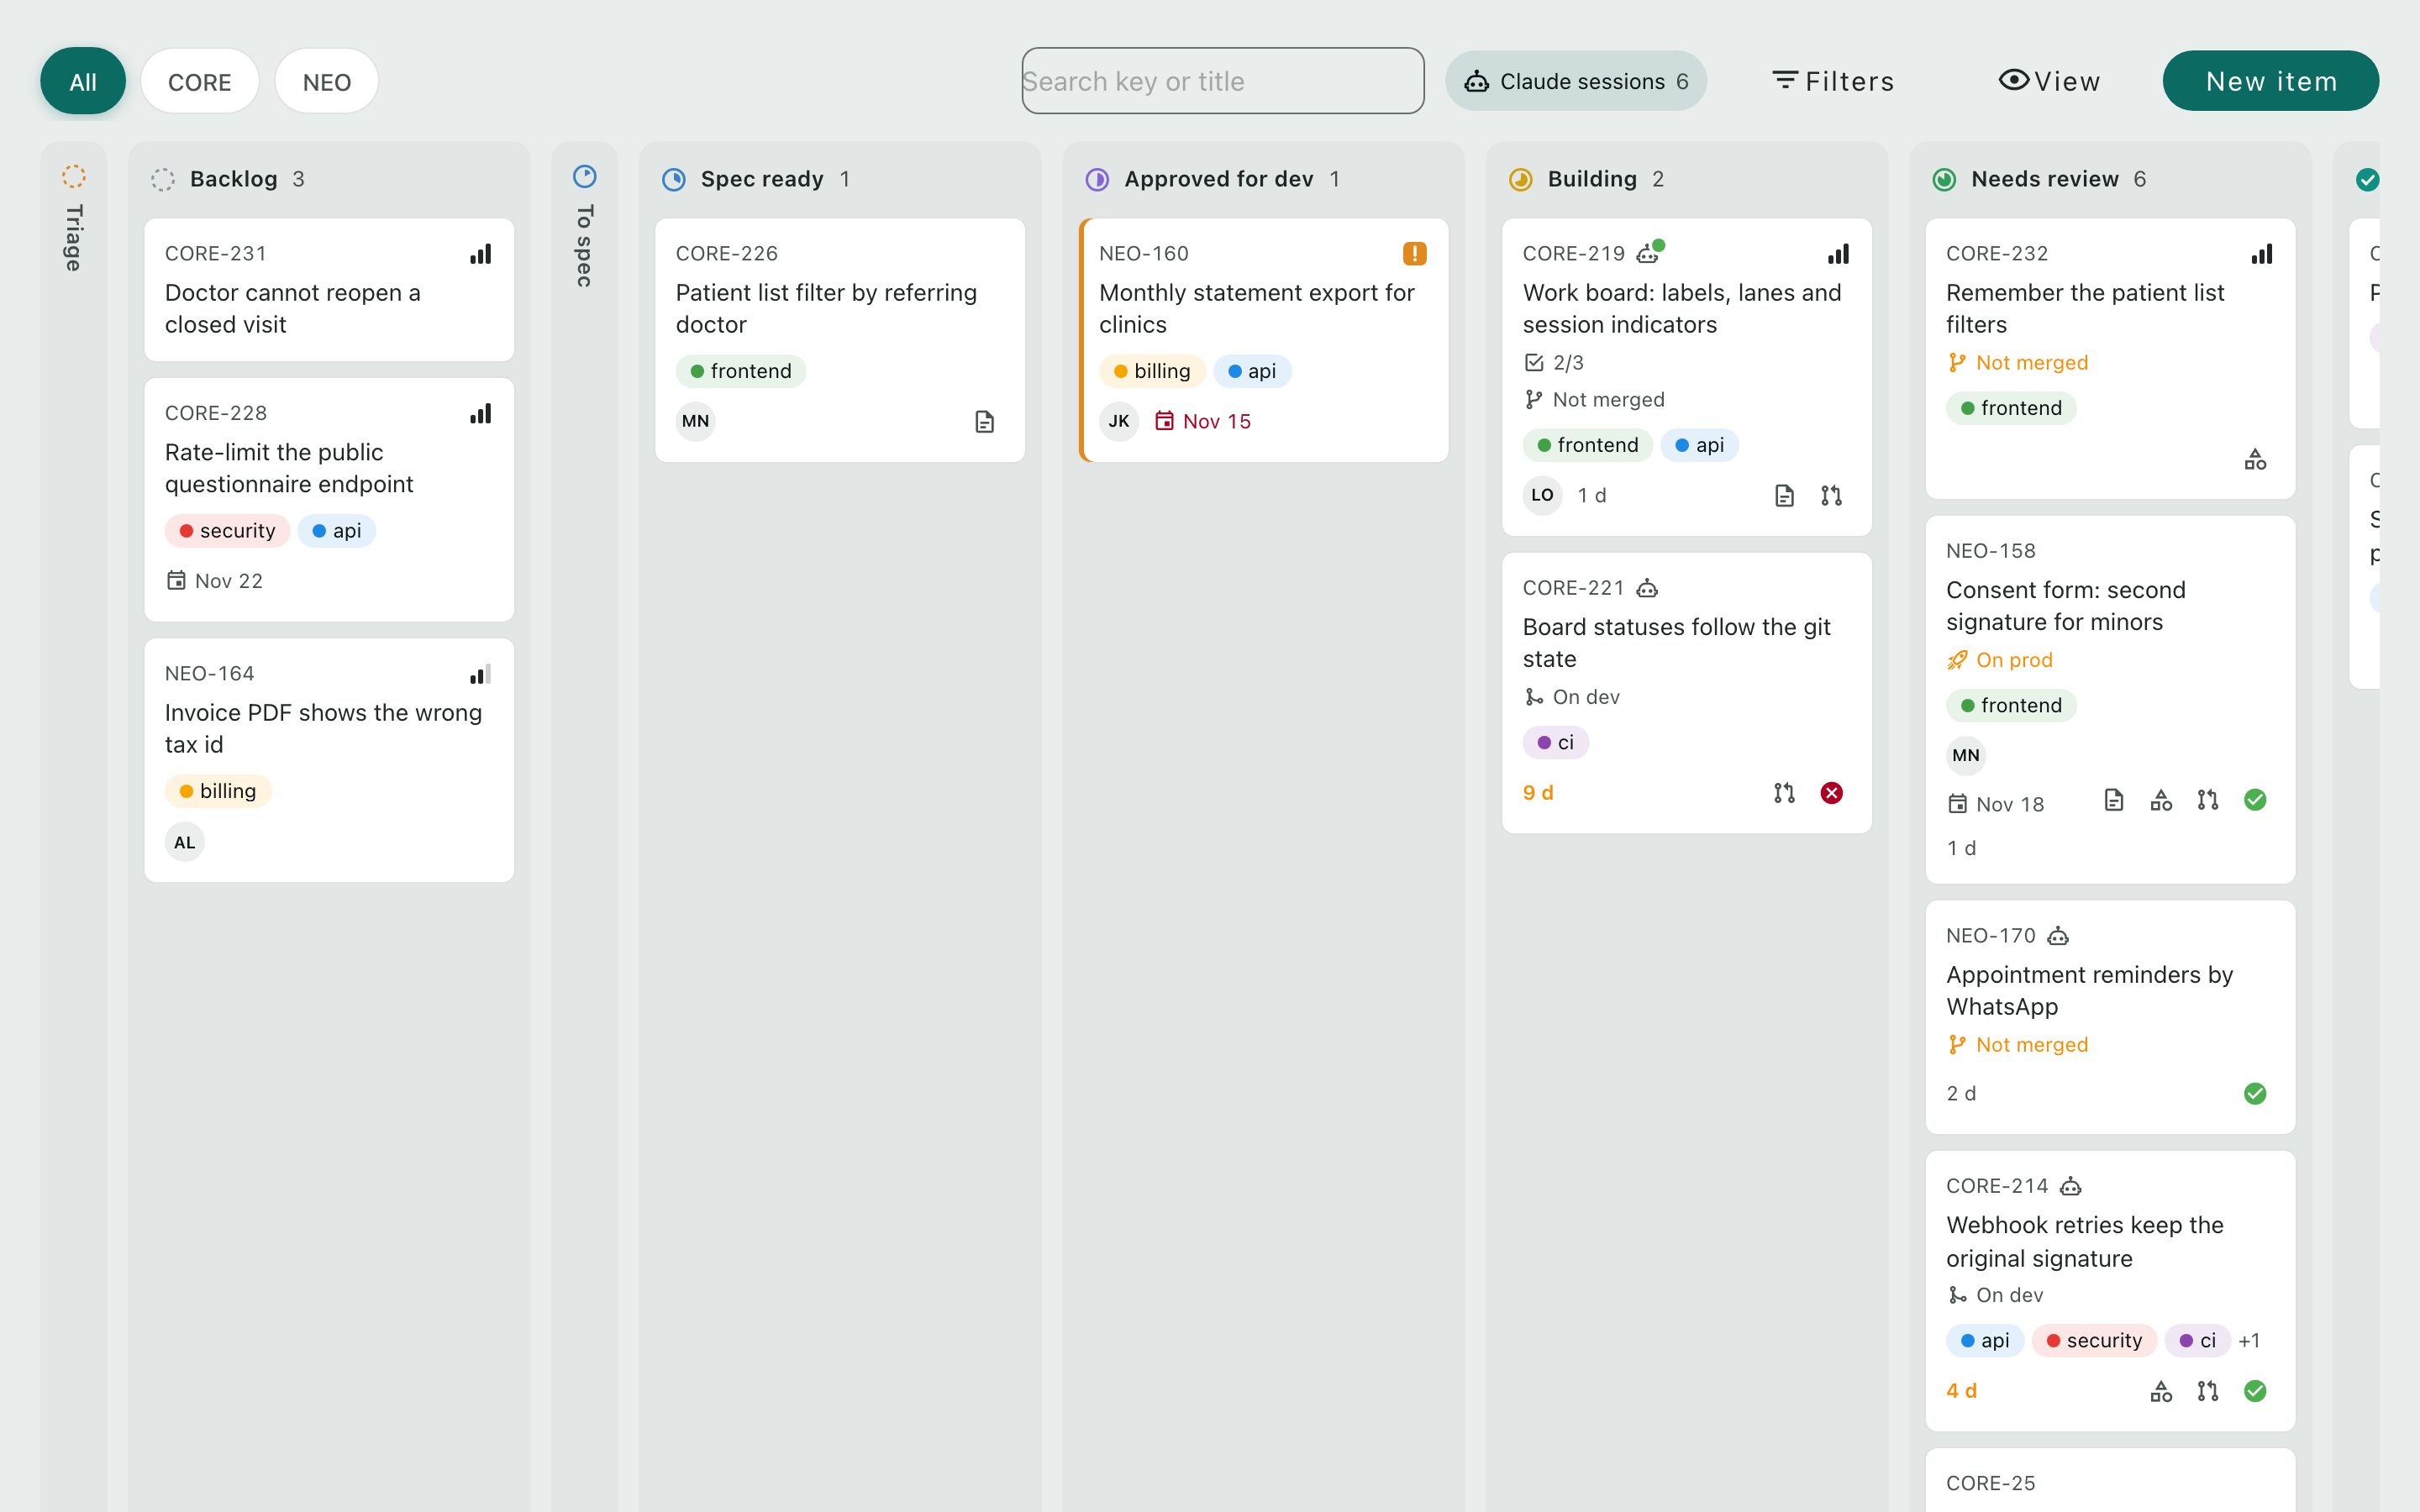 All
CORE
NEO
Search key or title
Claude sessions 6
Filters
View
New item
Triage
Backlog 3
CORE-231
Doctor cannot reopen a
closed visit
CORE-228
Rate-limit the public
questionnaire endpoint
security
api
Nov 22
NEO-164
Invoice PDF shows the wrong
tax id
billing
AL
To spec
Spec ready 1
CORE-226
Patient list filter by referring
doctor
frontend
MN
Approved for dev 1
NEO-160
Monthly statement export for
clinics
billing
api
JK
Nov 15
Building 2
CORE-219
Work board: labels, lanes and
session indicators
2/3
Not merged
frontend
api
LO
1 d
CORE-221
Board statuses follow the git
state
On dev
ci
9 d
Needs review 6
CORE-232
Remember the patient list
filters
Not merged
frontend
NEO-158
Consent form: second
signature for minors
On prod
frontend
MN
Nov 18
1 d
NEO-170
Appointment reminders by
WhatsApp
Not merged
2 d
CORE-214
Webhook retries keep the
original signature
On dev
api
security
ci
+1
4 d
CORE-25